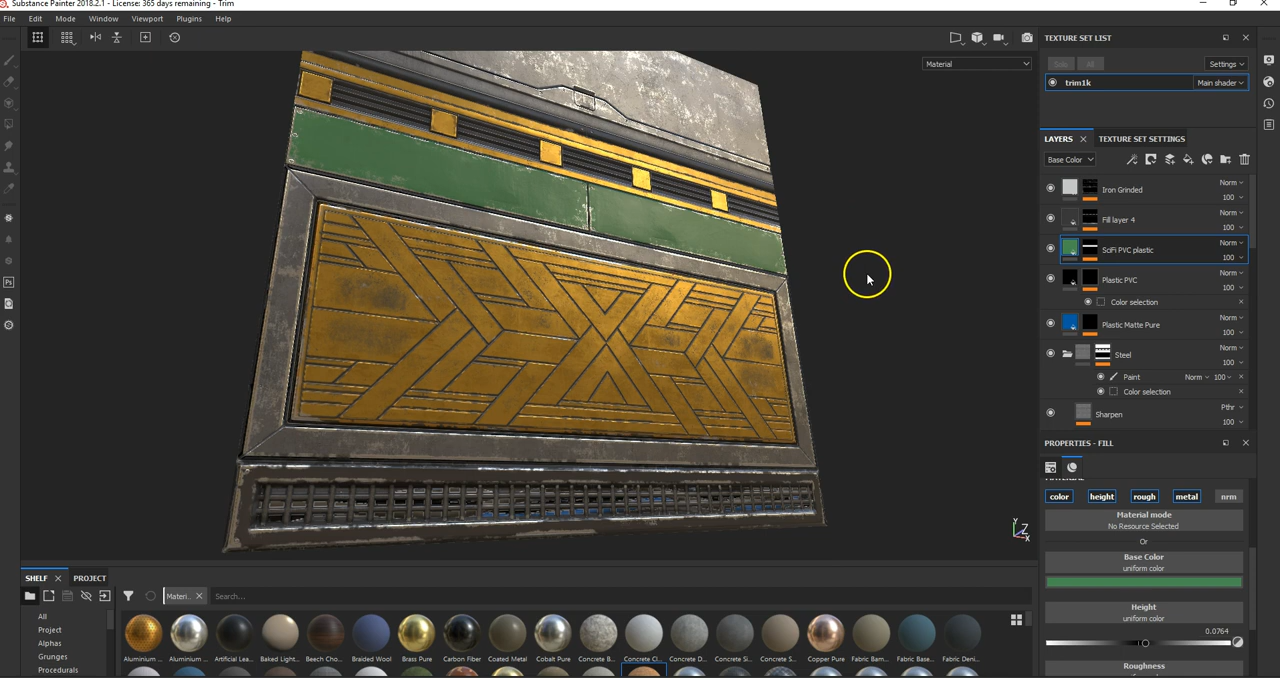 Substance Painter 2018.2.1 - License: 365 days remaining - Trim
File Edit Mode Window Viewport Plugins Help
Material
TEXTURE SET LIST
Solo All Settings
trim1k Main shader
LAYERS TEXTURE SET SETTINGS
Base Color
Iron Grinded Norm 100
Fill layer 4 Norm 100
SciFi PVC plastic Norm 100
Plastic PVC Norm 100
Color selection
Plastic Matte Pure Norm 100
Steel Norm 100
Paint Norm 100
Color selection
Sharpen Pthr 100
PROPERTIES - FILL
MATERIAL
color height rough metal nrm
Material mode
No Resource Selected
Or
Base Color
uniform color
Height
uniform color
0.0764
Roughness
Y Z X
Ps
SHELF PROJECT
Materi... Search...
All
Project
Alphas
Grunges
Procedurals
Aluminium ... Aluminium ... Artificial Lea... Baked Light... Beech Cho... Braided Wool Brass Pure Carbon Fiber Coated Metal Cobalt Pure Concrete B... Concrete Cl... Concrete D... Concrete Si... Concrete S... Copper Pure Fabric Bam... Fabric Base... Fabric Deni...